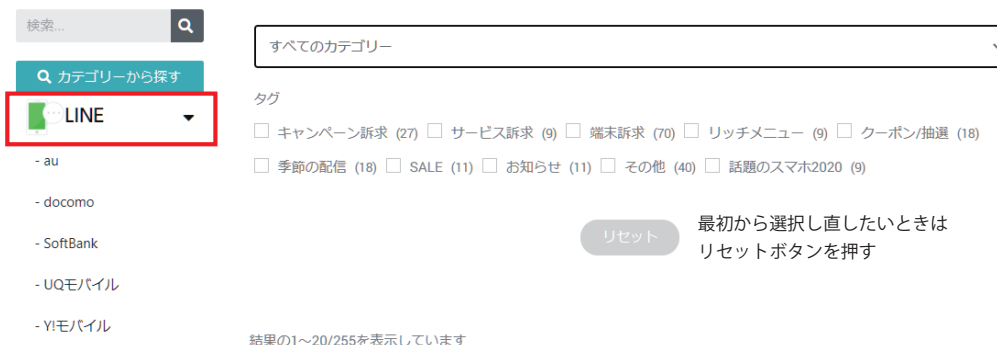 検索...
カテゴリーから探す
LINE
- au
- docomo
- SoftBank
- UQモバイル
- Y!モバイル
すべてのカテゴリー
タグ
キャンペーン訴求 (27) サービス訴求 (9) 端末訴求 (70) リッチメニュー (9) クーポン/抽選 (18)
季節の配信 (18) SALE (11) お知らせ (11) その他 (40) 話題のスマホ2020 (9)
リセット
最初から選択し直したいときは
リセットボタンを押す
結果の1～20/255を表示しています